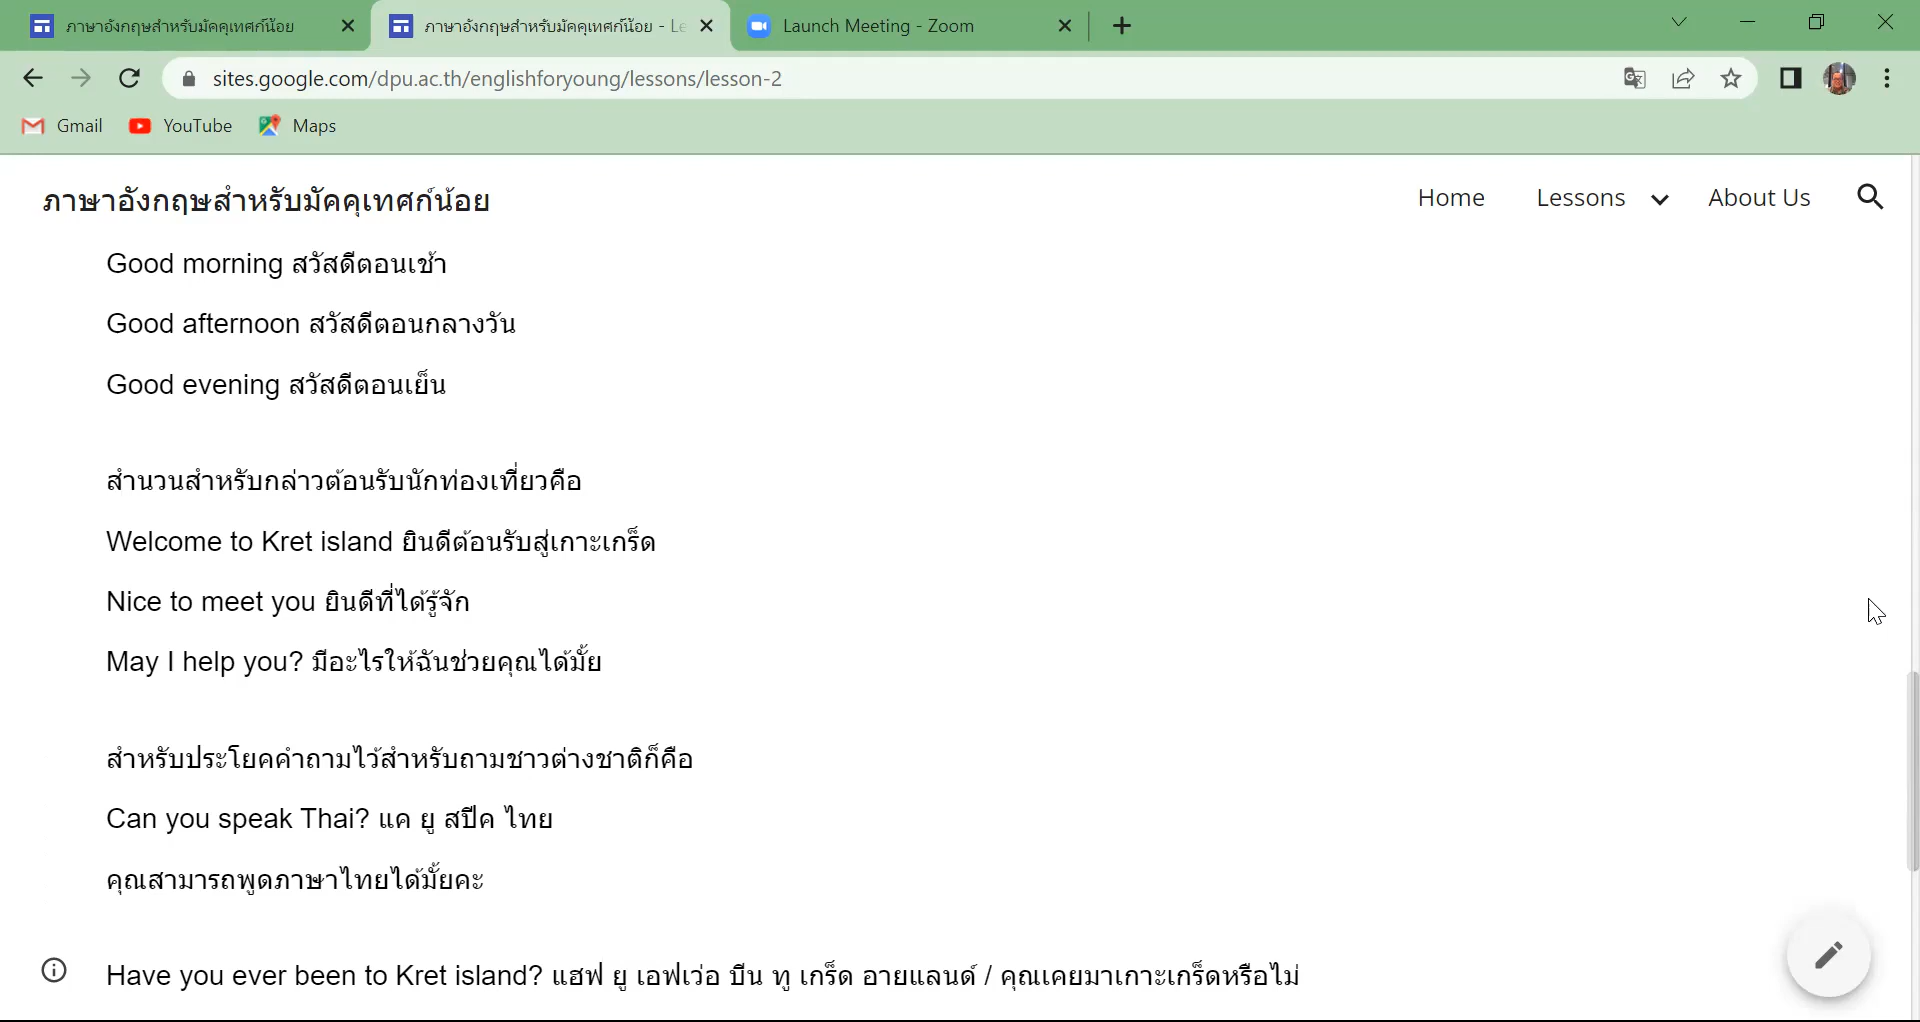 ภาษาอังกฤษสำหรับมัคคุเทศก์น้อย
ภาษาอังกฤษสำหรับมัคคุเทศก์น้อย - Le
Launch Meeting - Zoom
sites.google.com/dpu.ac.th/englishforyoung/lessons/lesson-2
Gmail YouTube Maps
ภาษาอังกฤษสำหรับมัคคุเทศก์น้อย
Home Lessons About Us
Good morning สวัสดีตอนเช้า
Good afternoon สวัสดีตอนกลางวัน
Good evening สวัสดีตอนเย็น
สำนวนสำหรับกล่าวต้อนรับนักท่องเที่ยวคือ
Welcome to Kret island ยินดีต้อนรับสู่เกาะเกร็ด
Nice to meet you ยินดีที่ได้รู้จัก
May I help you? มีอะไรให้ฉันช่วยคุณได้มั้ย
สำหรับประโยคคำถามไว้สำหรับถามชาวต่างชาติก็คือ
Can you speak Thai? แค ยู สปีค ไทย
คุณสามารถพูดภาษาไทยได้มั้ยคะ
Have you ever been to Kret island? แฮฟ ยู เอฟเว่อ บีน ทู เกร็ด อายแลนด์ / คุณเคยมาเกาะเกร็ดหรือไม่